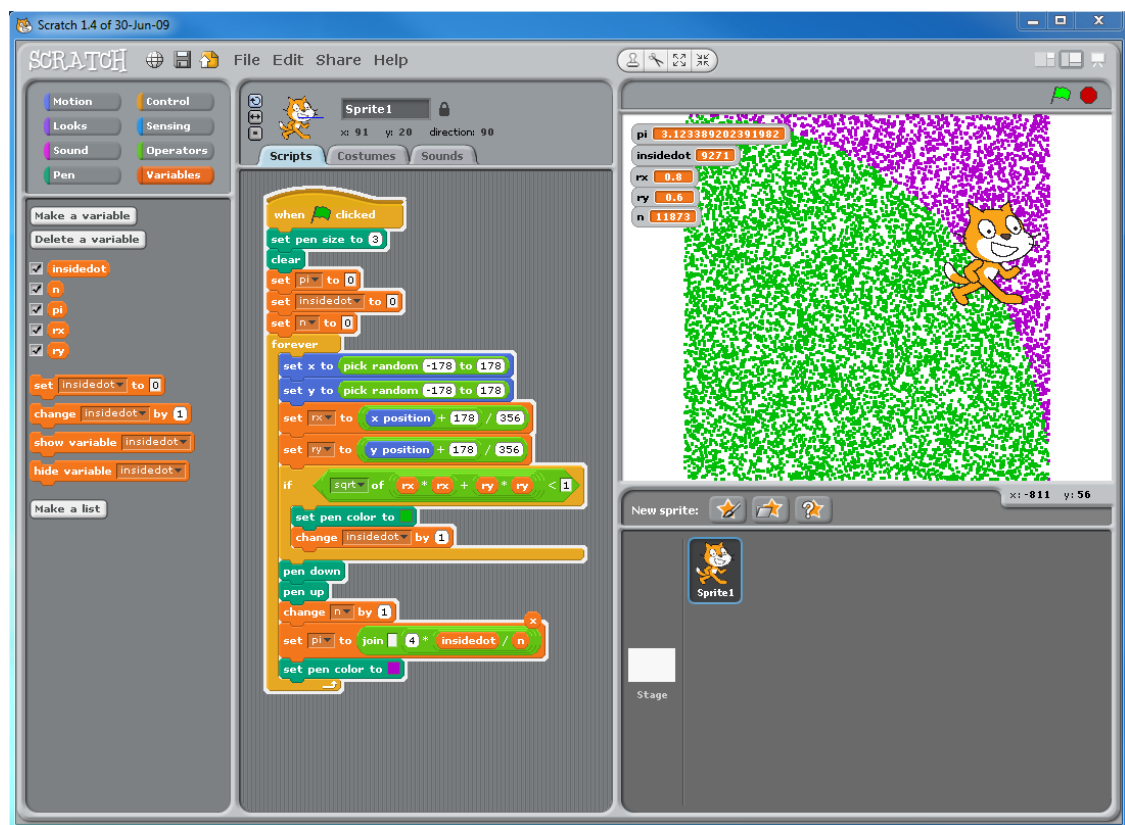 Scratch 1.4 of 30-Jun-09
SCRATCH File Edit Share Help
Motion Control
Looks Sensing
Sound Operators
Pen Variables
Make a variable
Delete a variable
insidedot
n
pi
rx
ry
set insidedot to 0
change insidedot by 1
show variable insidedot
hide variable insidedot
Make a list
Sprite1
x: 91 y: 20 direction: 90
Scripts Costumes Sounds
when clicked
set pen size to 3
clear
set pi to 0
set insidedot to 0
set n to 0
forever
set x to pick random -178 to 178
set y to pick random -178 to 178
set rx to x position + 178 / 356
set ry to y position + 178 / 356
if sqrt of rx * rx + ry * ry < 1
set pen color to
change insidedot by 1
pen down
pen up
change n by 1
x
set pi to join 4 * insidedot / n
set pen color to
pi 3.123389202391982
insidedot 9271
rx 0.8
ry 0.6
n 11873
x: -811 y: 56
New sprite:
Sprite1
Stage